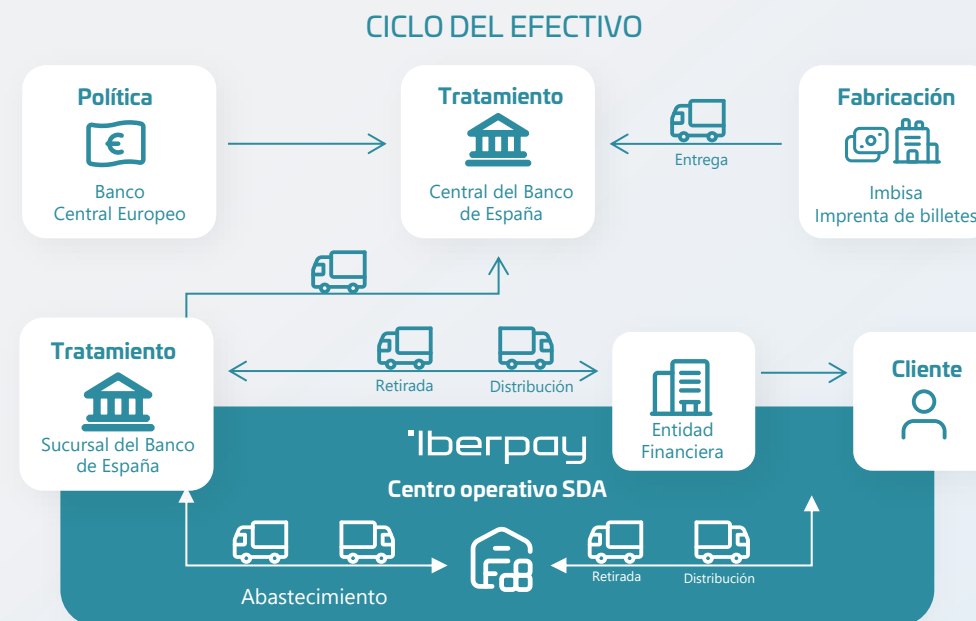 CICLO DEL EFECTIVO
Política
€
Banco
Central Europeo
Tratamiento
Central del Banco
de España
Entrega
Fabricación
Imbisa
Imprenta de billetes
Tratamiento
Sucursal del Banco
de España
Retirada
Distribución
Entidad
Financiera
Cliente
Iberpay
Centro operativo SDA
Abastecimiento
Retirada
Distribución